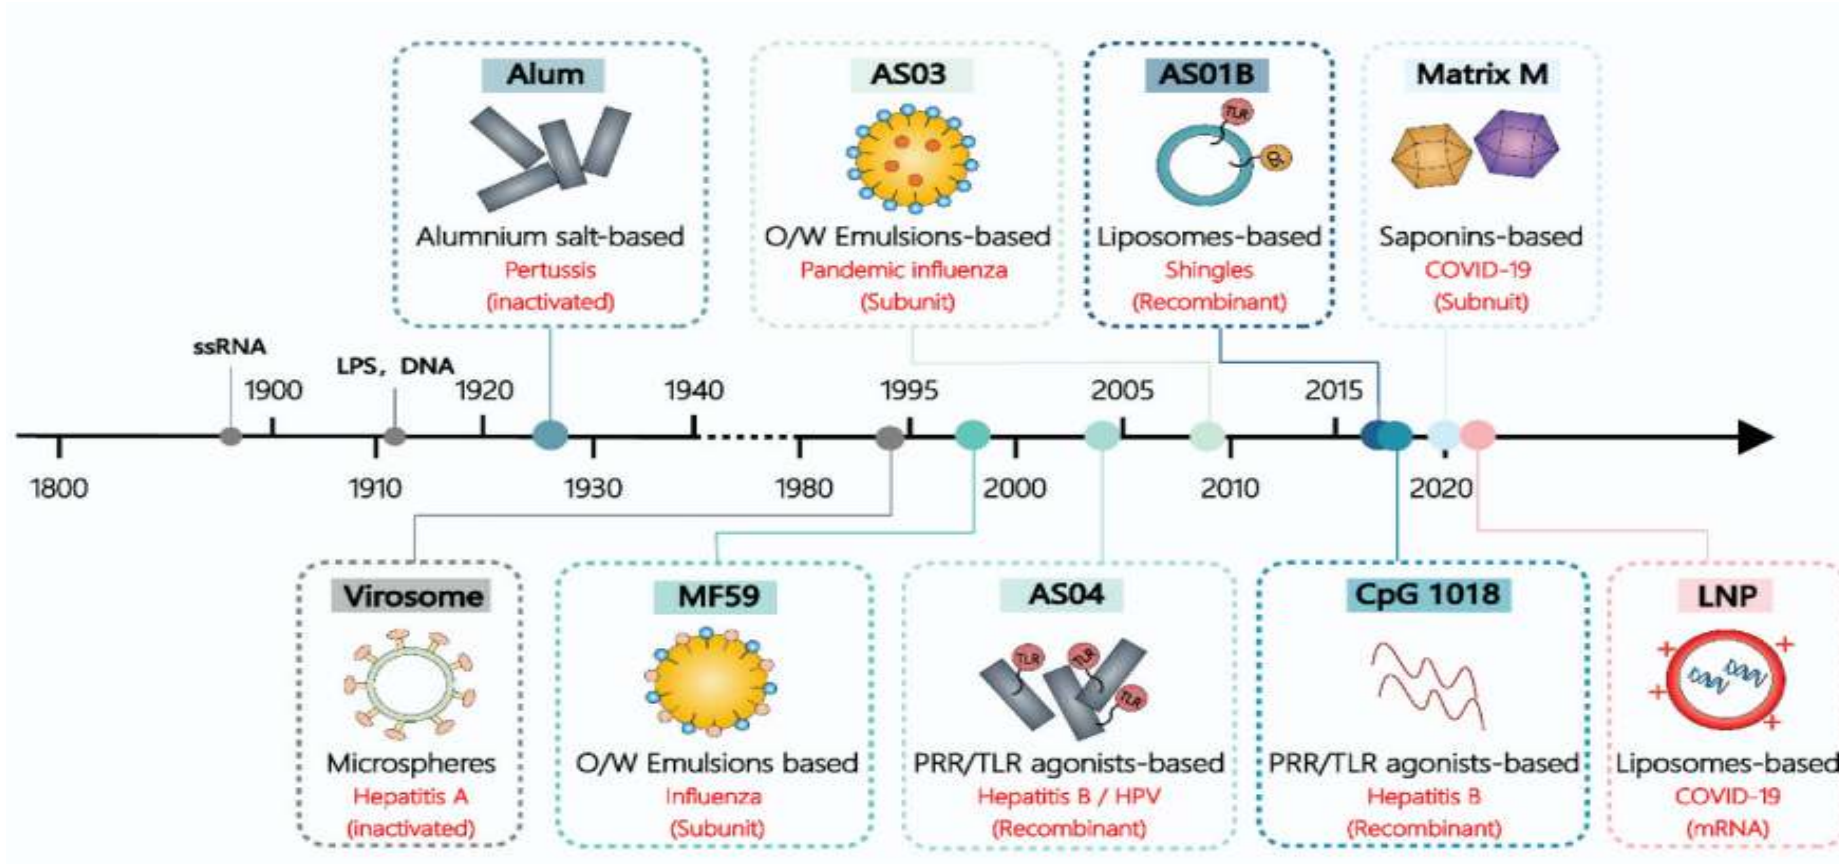 Alum
Alumnium salt-based
Pertussis
(inactivated)
AS03
O/W Emulsions-based
Pandemic influenza
(Subunit)
AS01B
TLR
Liposomes-based
Shingles
(Recombinant)
Matrix M
Saponins-based
COVID-19
(Subnuit)
ssRNA
LPS, DNA
1900
1920
1940
1995
2005
2015
1800
1910
1930
1980
2000
2010
2020
Virosome
Microspheres
Hepatitis A
(inactivated)
MF59
O/W Emulsions based
Influenza
(Subunit)
AS04
TLR
TLR
TLR
PRR/TLR agonists-based
Hepatitis B / HPV
(Recombinant)
CpG 1018
PRR/TLR agonists-based
Hepatitis B
(Recombinant)
LNP
Liposomes-based
COVID-19
(mRNA)